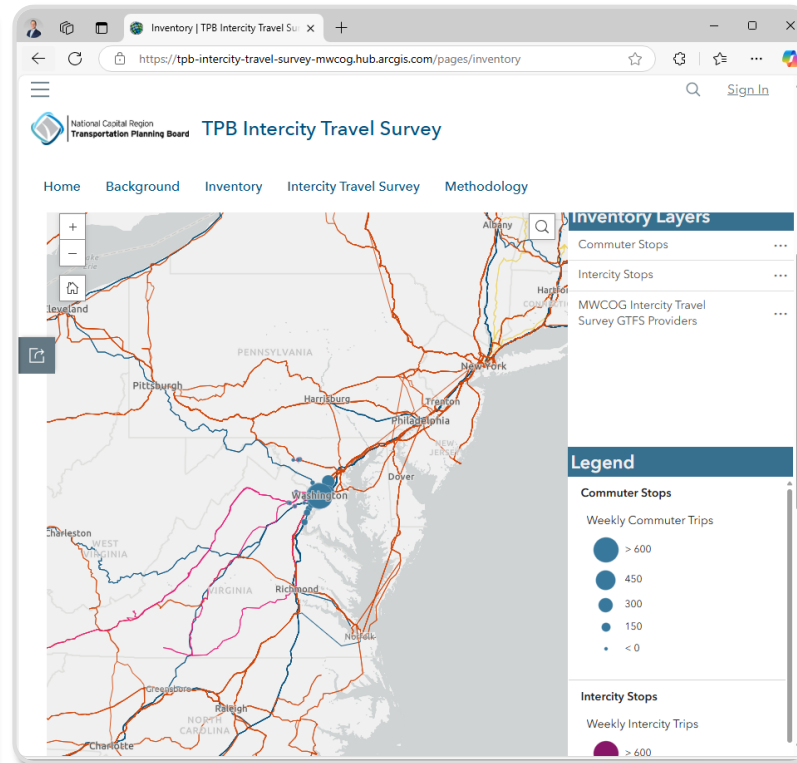 Inventory | TPB Intercity Travel Su
https://tpb-intercity-travel-survey-mwcog.hub.arcgis.com/pages/inventory
Sign In
National Capital Region
Transportation Planning Board
TPB Intercity Travel Survey
Home
Background
Inventory
Intercity Travel Survey
Methodology
+
−
Albany
Cleveland
Hartfor
CONNECTI
PENNSYLVANIA
New York
Pittsburgh
Harrisburg
Trenton
Philadelphia
NEW
JERSEY
Dover
Washington
Charleston
WEST
VIRGINIA
VIRGINIA
Richmond
Norfolk
Greensboro
Raleigh
NORTH
CAROLINA
Charlotte
Inventory Layers
Commuter Stops
Intercity Stops
MWCOG Intercity Travel
Survey GTFS Providers
Legend
Commuter Stops
Weekly Commuter Trips
> 600
450
300
150
< 0
Intercity Stops
Weekly Intercity Trips
> 600